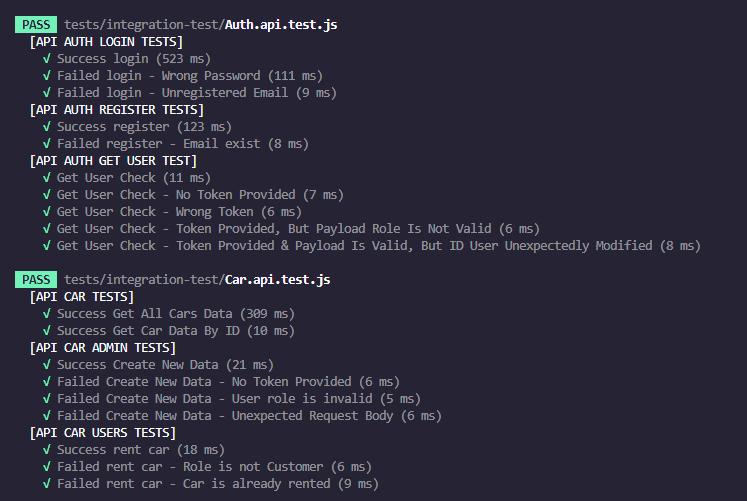 PASS tests/integration-test/Auth.api.test.js
[API AUTH LOGIN TESTS]
√ Success login (523 ms)
√ Failed login - Wrong Password (111 ms)
√ Failed login - Unregistered Email (9 ms)
[API AUTH REGISTER TESTS]
√ Success register (123 ms)
√ Failed register - Email exist (8 ms)
[API AUTH GET USER TEST]
√ Get User Check (11 ms)
√ Get User Check - No Token Provided (7 ms)
√ Get User Check - Wrong Token (6 ms)
√ Get User Check - Token Provided, But Payload Role Is Not Valid (6 ms)
√ Get User Check - Token Provided & Payload Is Valid, But ID User Unexpectedly Modified (8 ms)
PASS tests/integration-test/Car.api.test.js
[API CAR TESTS]
√ Success Get All Cars Data (309 ms)
√ Success Get Car Data By ID (10 ms)
[API CAR ADMIN TESTS]
√ Success Create New Data (21 ms)
√ Failed Create New Data - No Token Provided (6 ms)
√ Failed Create New Data - User role is invalid (5 ms)
√ Failed Create New Data - Unexpected Request Body (6 ms)
[API CAR USERS TESTS]
√ Success rent car (18 ms)
√ Failed rent car - Role is not Customer (6 ms)
√ Failed rent car - Car is already rented (9 ms)